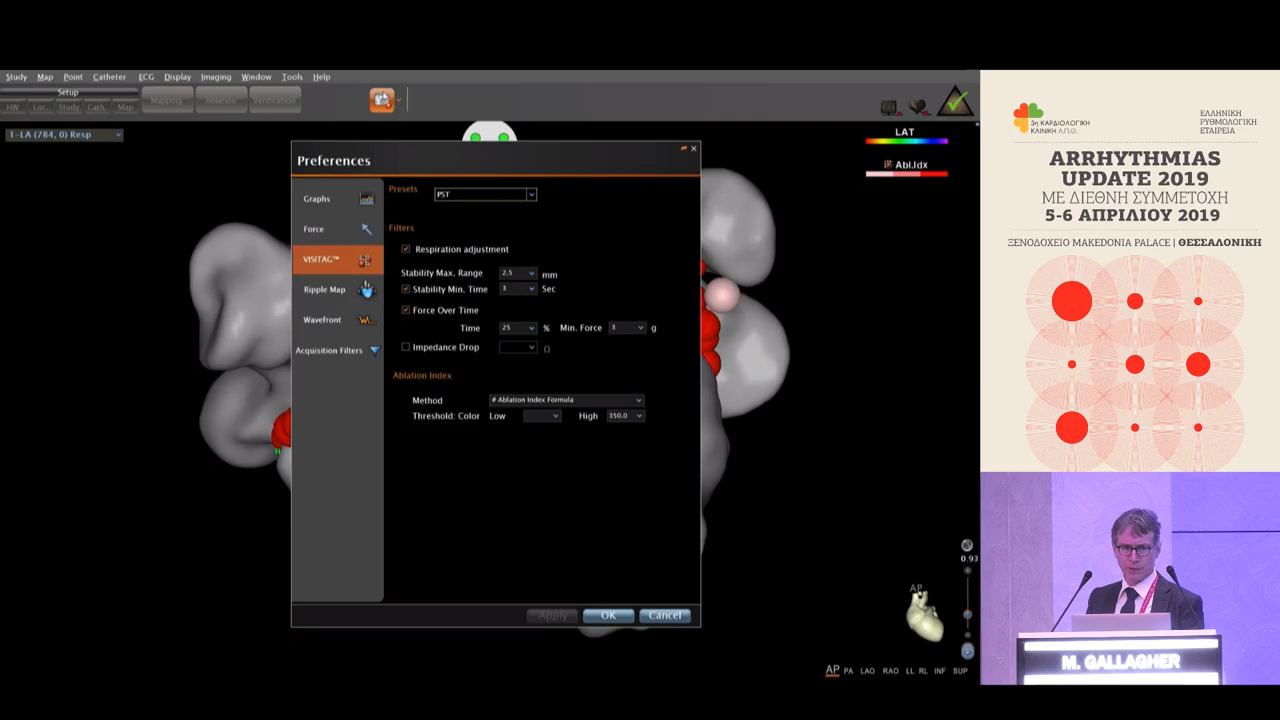 Study Map Point Catheter ECG Display Imaging Window Tools Help
Setup
HW Loc. Study Cath. Map
Mapping Ablation Verification
1-LA (784, 0) Resp
LAT
Abl.Idx
Preferences
Graphs
Force
VISITAG™
Ripple Map
Wavefront
Acquisition Filters
Presets PST
Filters
Respiration adjustment
Stability Max. Range 2.5 mm
Stability Min. Time 3 Sec
Force Over Time
Time 25 % Min. Force 3 g
Impedance Drop Ω
Ablation Index
Method # Ablation Index Formula
Threshold: Color Low High 350.0
Apply OK Cancel
0.93
AP
AP PA LAO RAO LL RL INF SUP
3η ΚΑΡΔΙΟΛΟΓΙΚΗ
ΚΛΙΝΙΚΗ Α.Π.Θ.
ΕΛΛΗΝΙΚΗ
ΡΥΘΜΟΛΟΓΙΚΗ
ΕΤΑΙΡΕΙΑ
ARRHYTHMIAS
UPDATE 2019
ΜΕ ΔΙΕΘΝΗ ΣΥΜΜΕΤΟΧΗ
5-6 ΑΠΡΙΛΙΟΥ 2019
ΞΕΝΟΔΟΧΕΙΟ MAKEDONIA PALACE | ΘΕΣΣΑΛΟΝΙΚΗ
M. GALLAGHER